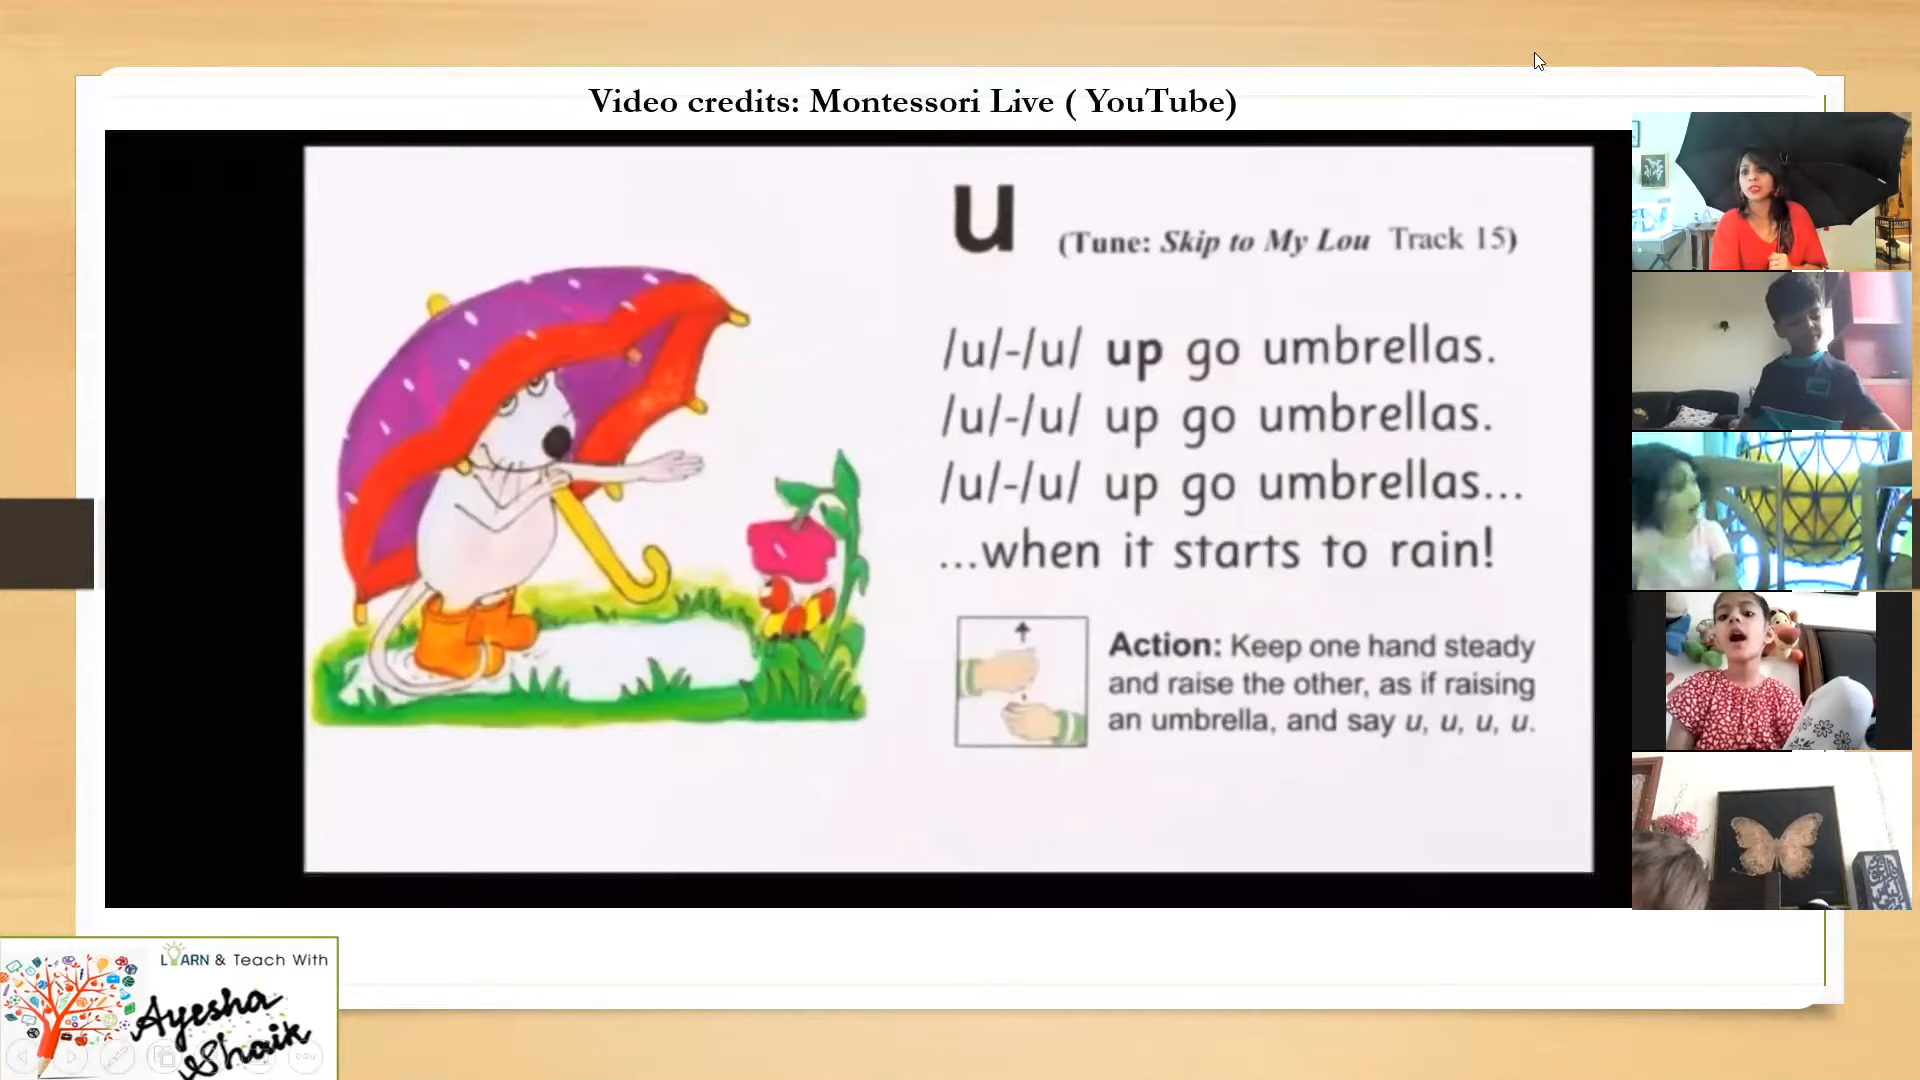 Video credits: Montessori Live ( YouTube)
u
(Tune: Skip to My Lou Track 15)
/u/-/u/ up go umbrellas.
/u/-/u/ up go umbrellas.
/u/-/u/ up go umbrellas...
...when it starts to rain!
Action: Keep one hand steady
and raise the other, as if raising
an umbrella, and say u, u, u, u.
LEARN & Teach With
Ayesha
Shaik